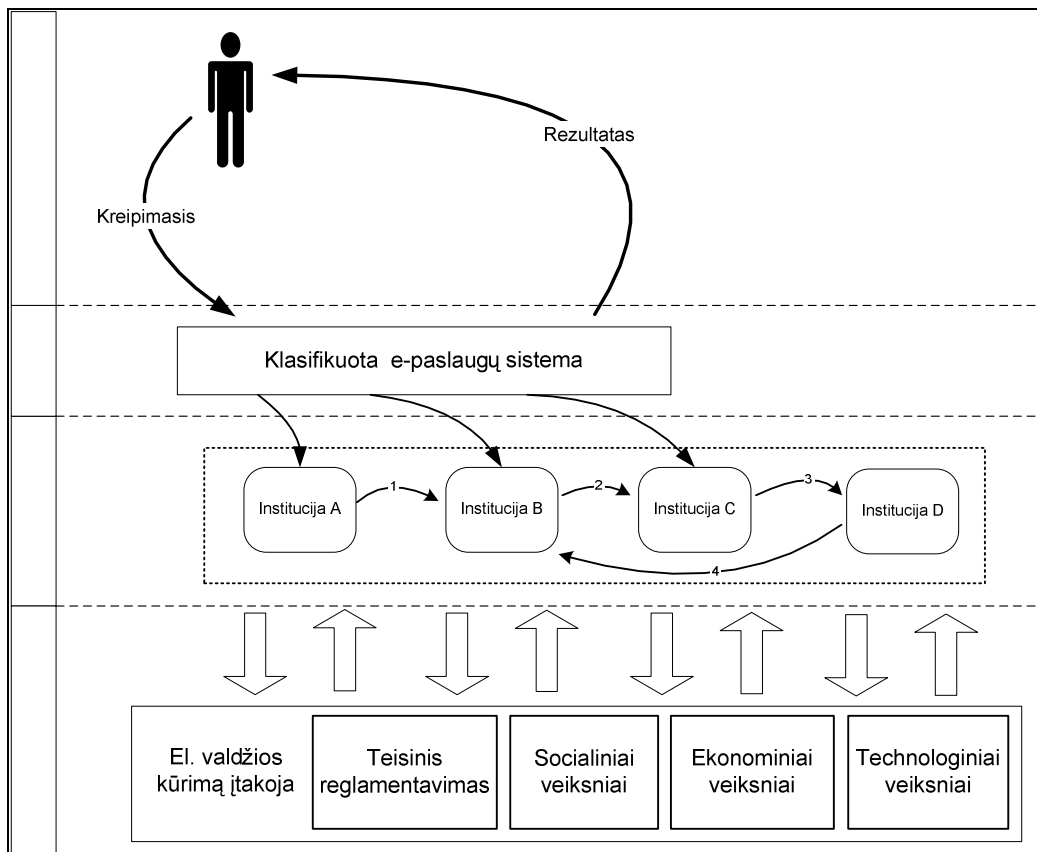 Rezultatas
Kreipimasis
Klasifikuota e-paslaugų sistema
Institucija A
1
Institucija B
2
Institucija C
3
Institucija D
4
El. valdžios
kūrimą įtakoja
Teisinis
reglamentavimas
Socialiniai
veiksniai
Ekonominiai
veiksniai
Technologiniai
veiksniai